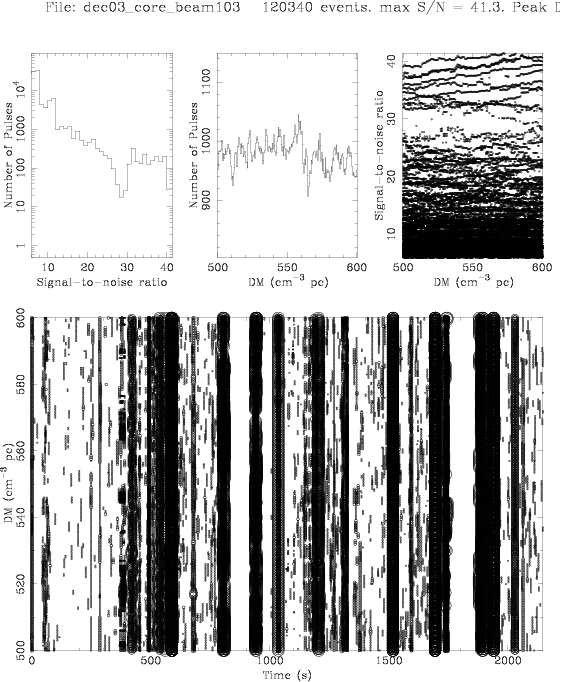 File: dec03_core_beam103 120340 events. max S/N = 41.3. Peak D
Number of Pulses
10⁴
1000
100
10
1
10 20 30 40
Signal-to-noise ratio
Number of Pulses
1100
1000
900
500 550 600
DM (cm⁻³ pc)
Signal-to-noise ratio
40
30
20
10
500 550 600
DM (cm⁻³ pc)
DM (cm⁻³ pc)
600
580
560
540
520
500
0 500 1000 1500 2000
Time (s)